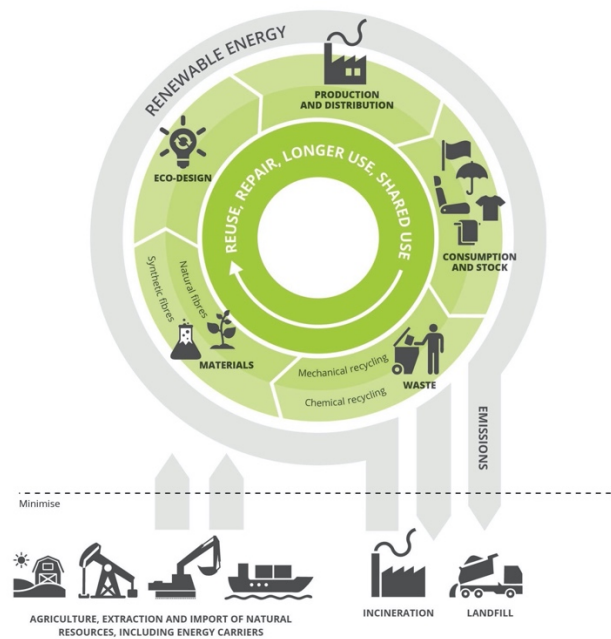 RENEWABLE ENERGY
PRODUCTION
AND DISTRIBUTION
ECO-DESIGN
REUSE, REPAIR, LONGER USE, SHARED USE
CONSUMPTION
AND STOCK
Synthetic fibres
Natural fibres
MATERIALS
Mechanical recycling
WASTE
Chemical recycling
EMISSIONS
Minimise
AGRICULTURE, EXTRACTION AND IMPORT OF NATURAL
RESOURCES, INCLUDING ENERGY CARRIERS
INCINERATION
LANDFILL